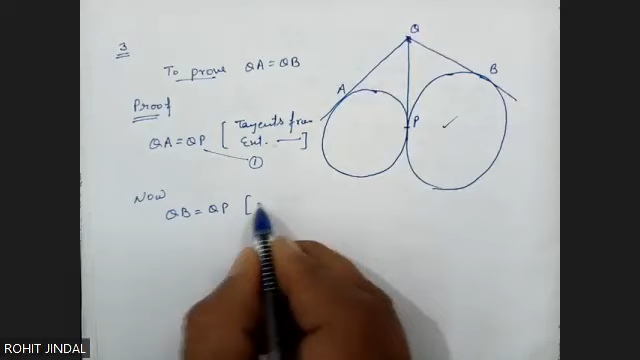 3
To prove QA = QB
Proof
QA = QP [ Tangents from
Ext. — ]
①
Now
QB = QP [
Q
A
B
P
ROHIT JINDAL